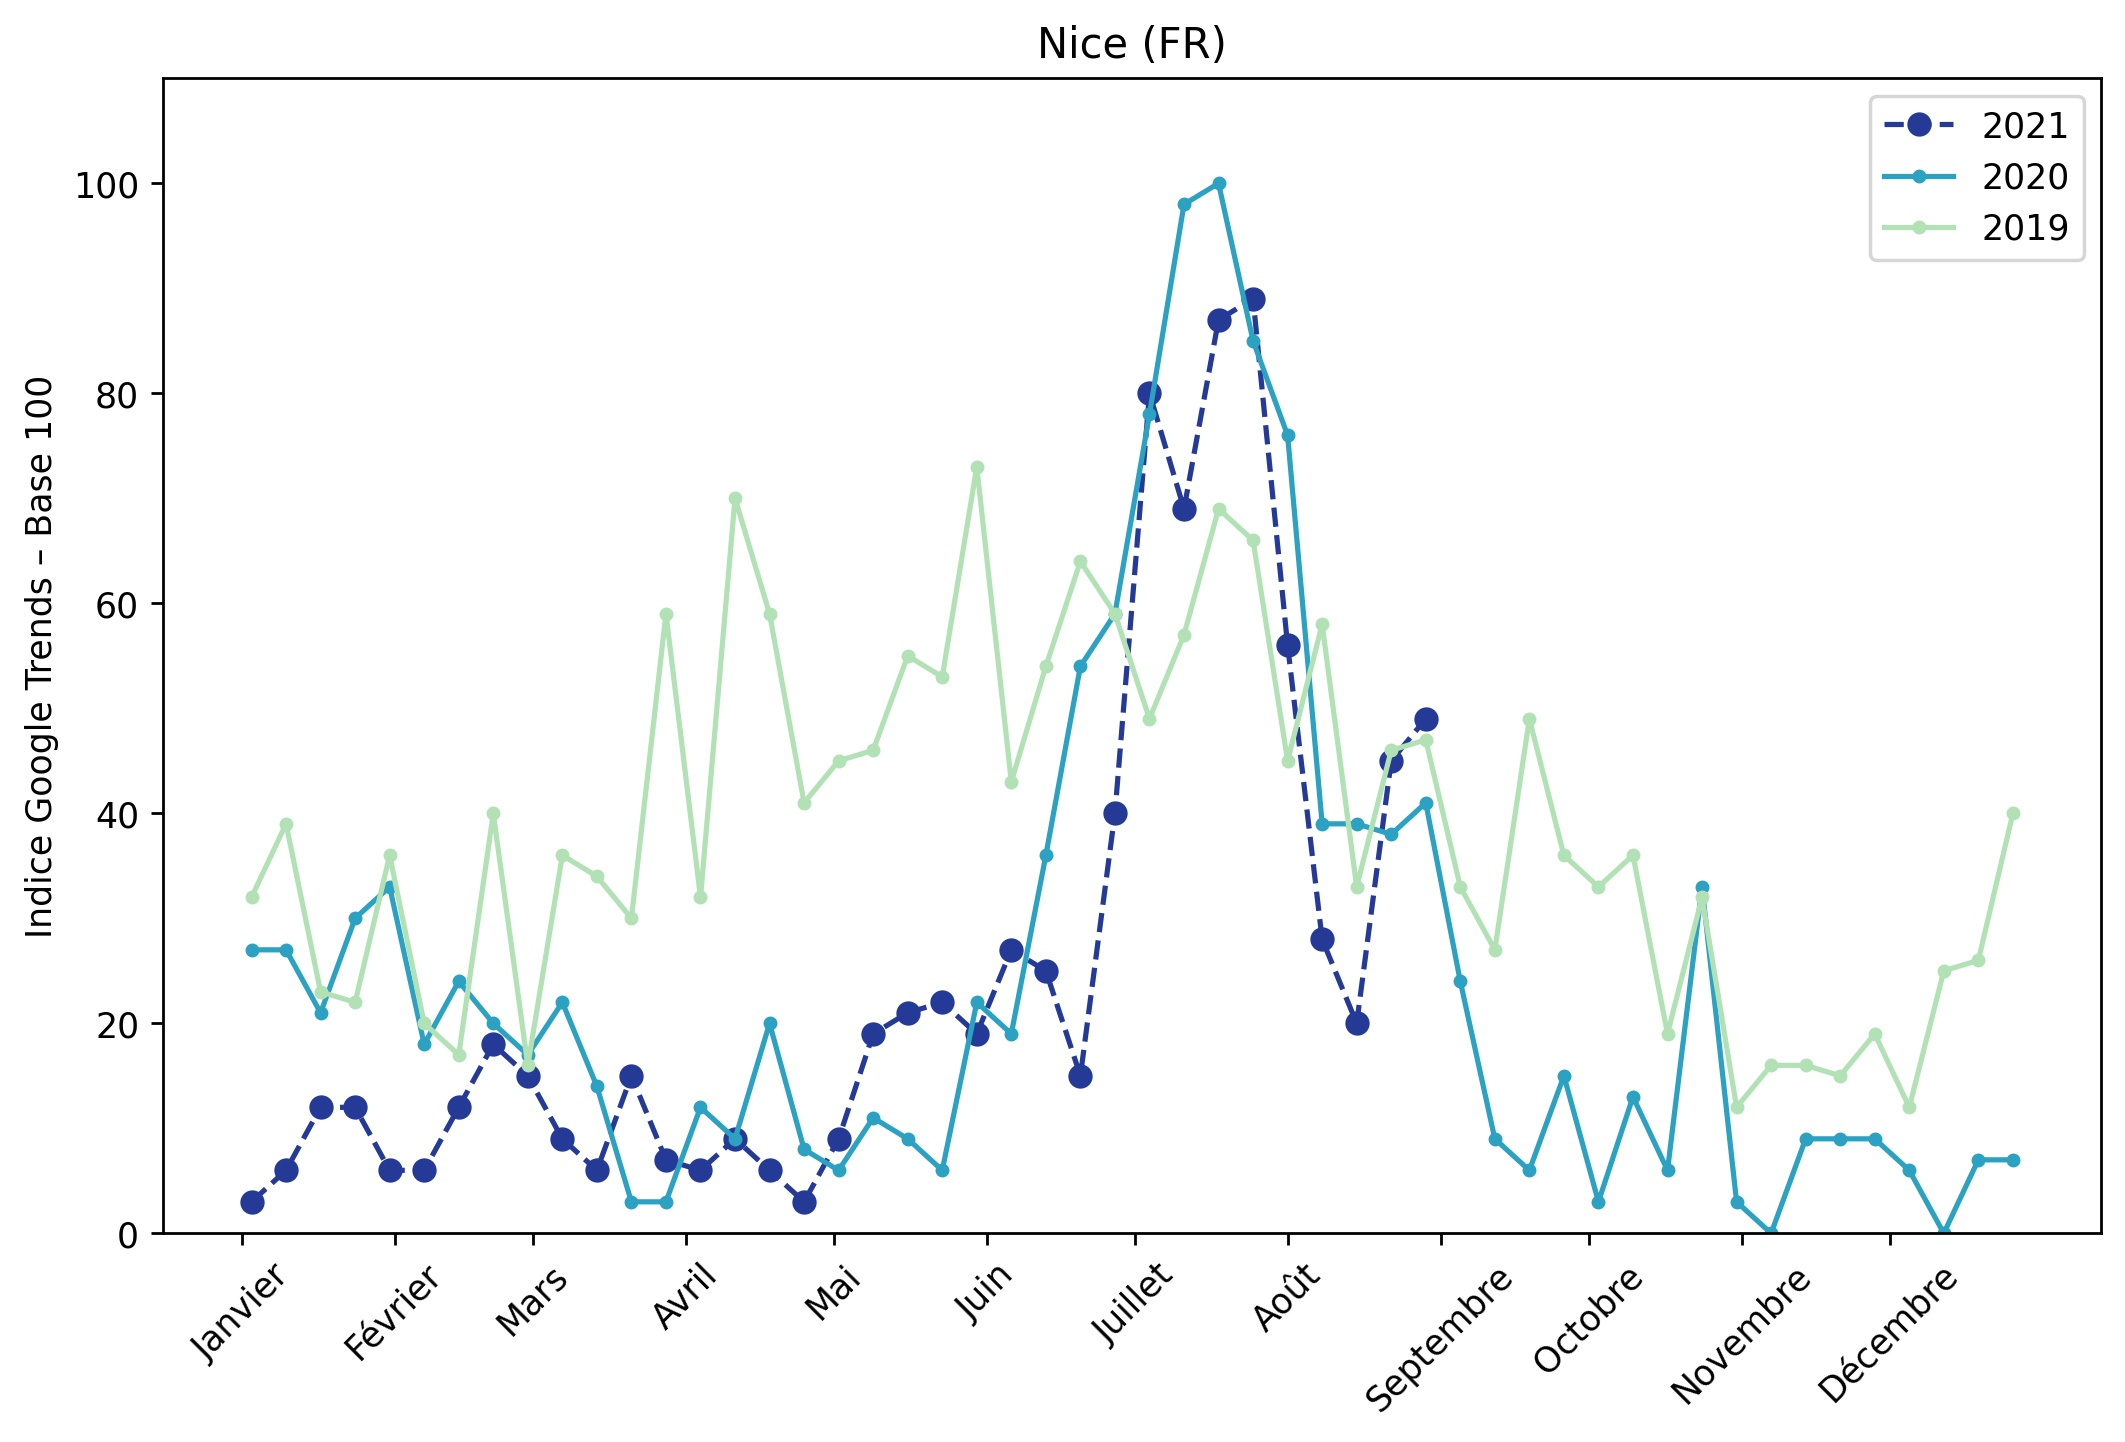 Nice (FR)
Indice Google Trends – Base 100
100
80
60
40
20
0
2021
2020
2019
Janvier
Février
Mars
Avril
Mai
Juin
Juillet
Août
Septembre
Octobre
Novembre
Décembre